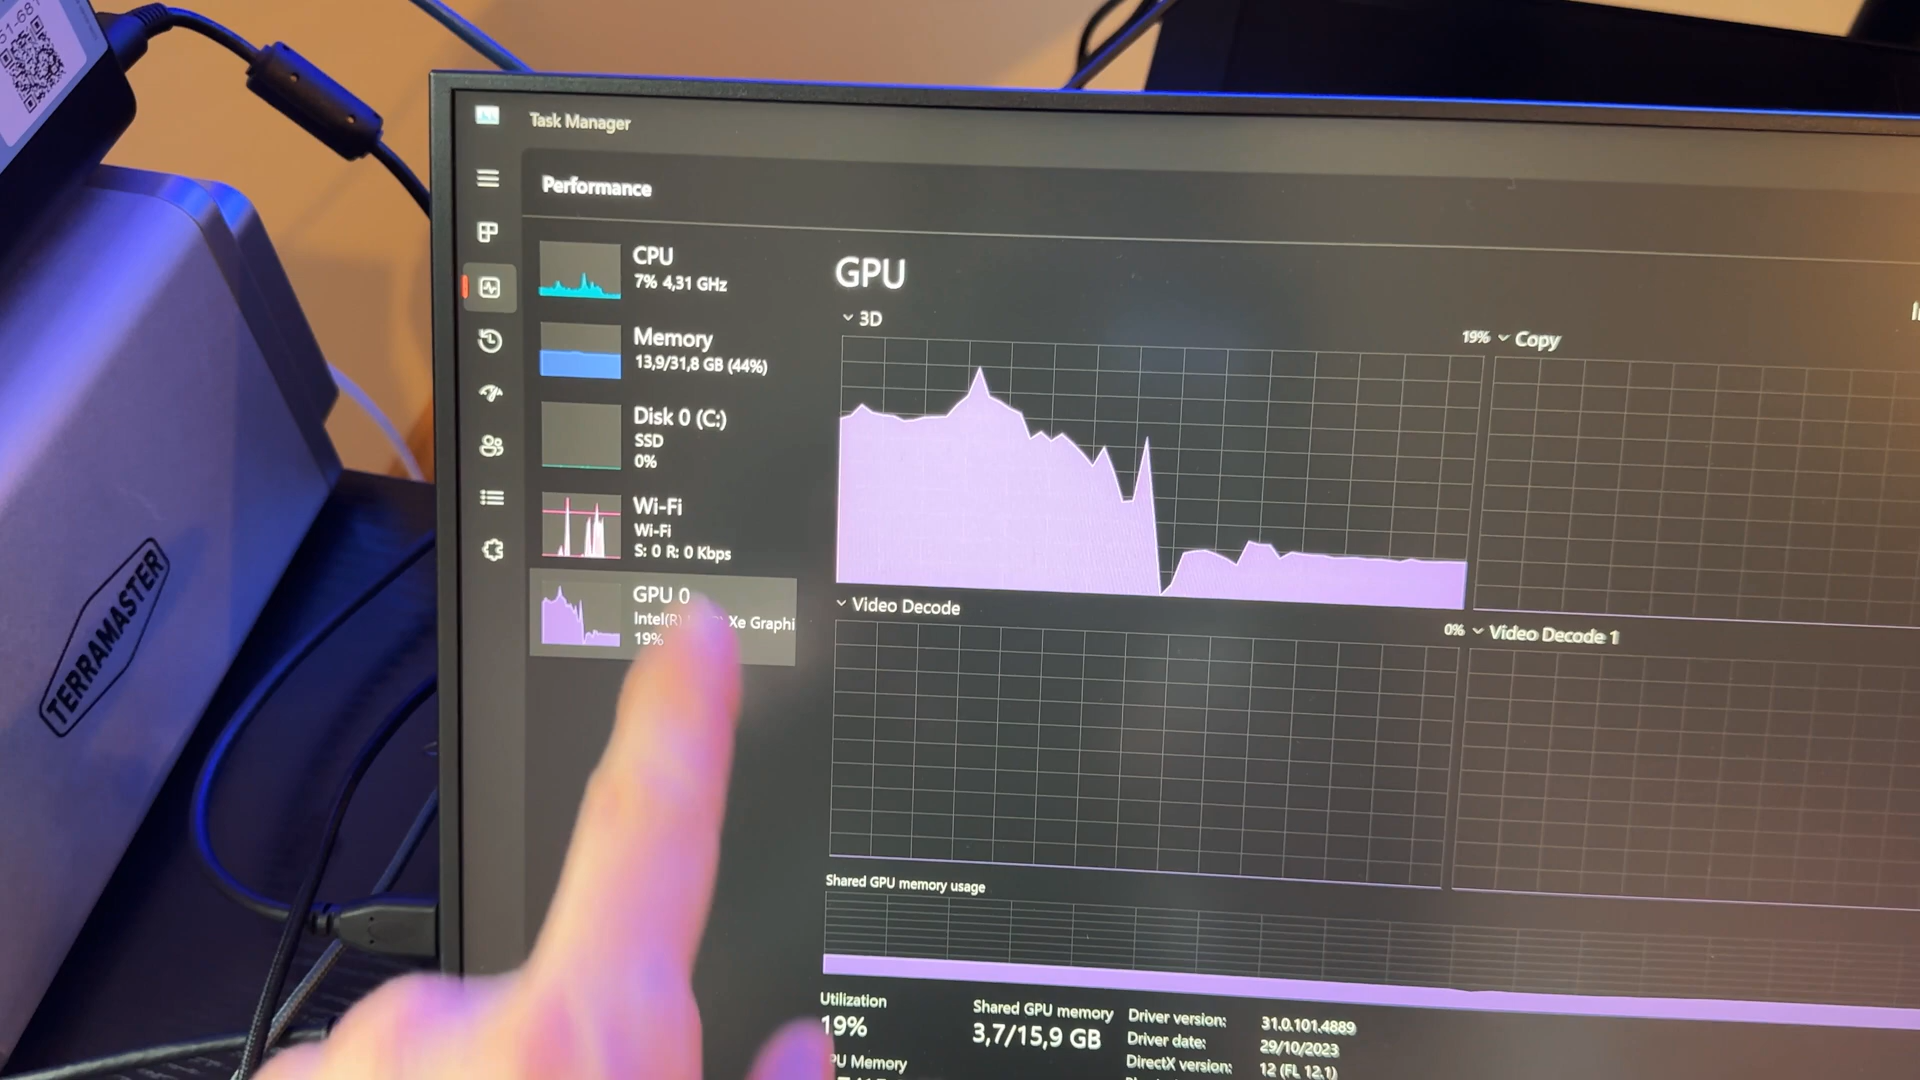 Task Manager
Performance
CPU
7% 4,31 GHz
Memory
13,9/31,8 GB (44%)
Disk 0 (C:)
SSD
0%
Wi-Fi
Wi-Fi
S: 0 R: 0 Kbps
GPU 0
Intel(R) Xe Graphi
19%
GPU
3D
19%
Copy
Video Decode
0%
Video Decode 1
Shared GPU memory usage
Utilization
19%
Shared GPU memory
3,7/15,9 GB
Driver version:
31.0.101.4889
Driver date:
29/10/2023
DirectX version:
12 (FL 12.1)
PU Memory
TERRAMASTER